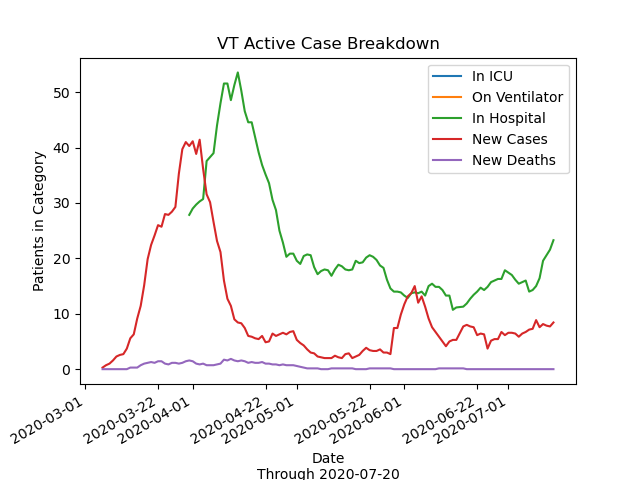 VT Active Case Breakdown
In ICU
On Ventilator
In Hospital
New Cases
New Deaths
Patients in Category
50
40
30
20
10
0
2020-03-01
2020-03-22
2020-04-01
2020-04-22
2020-05-01
2020-05-22
2020-06-01
2020-06-22
2020-07-01
Date
Through 2020-07-20